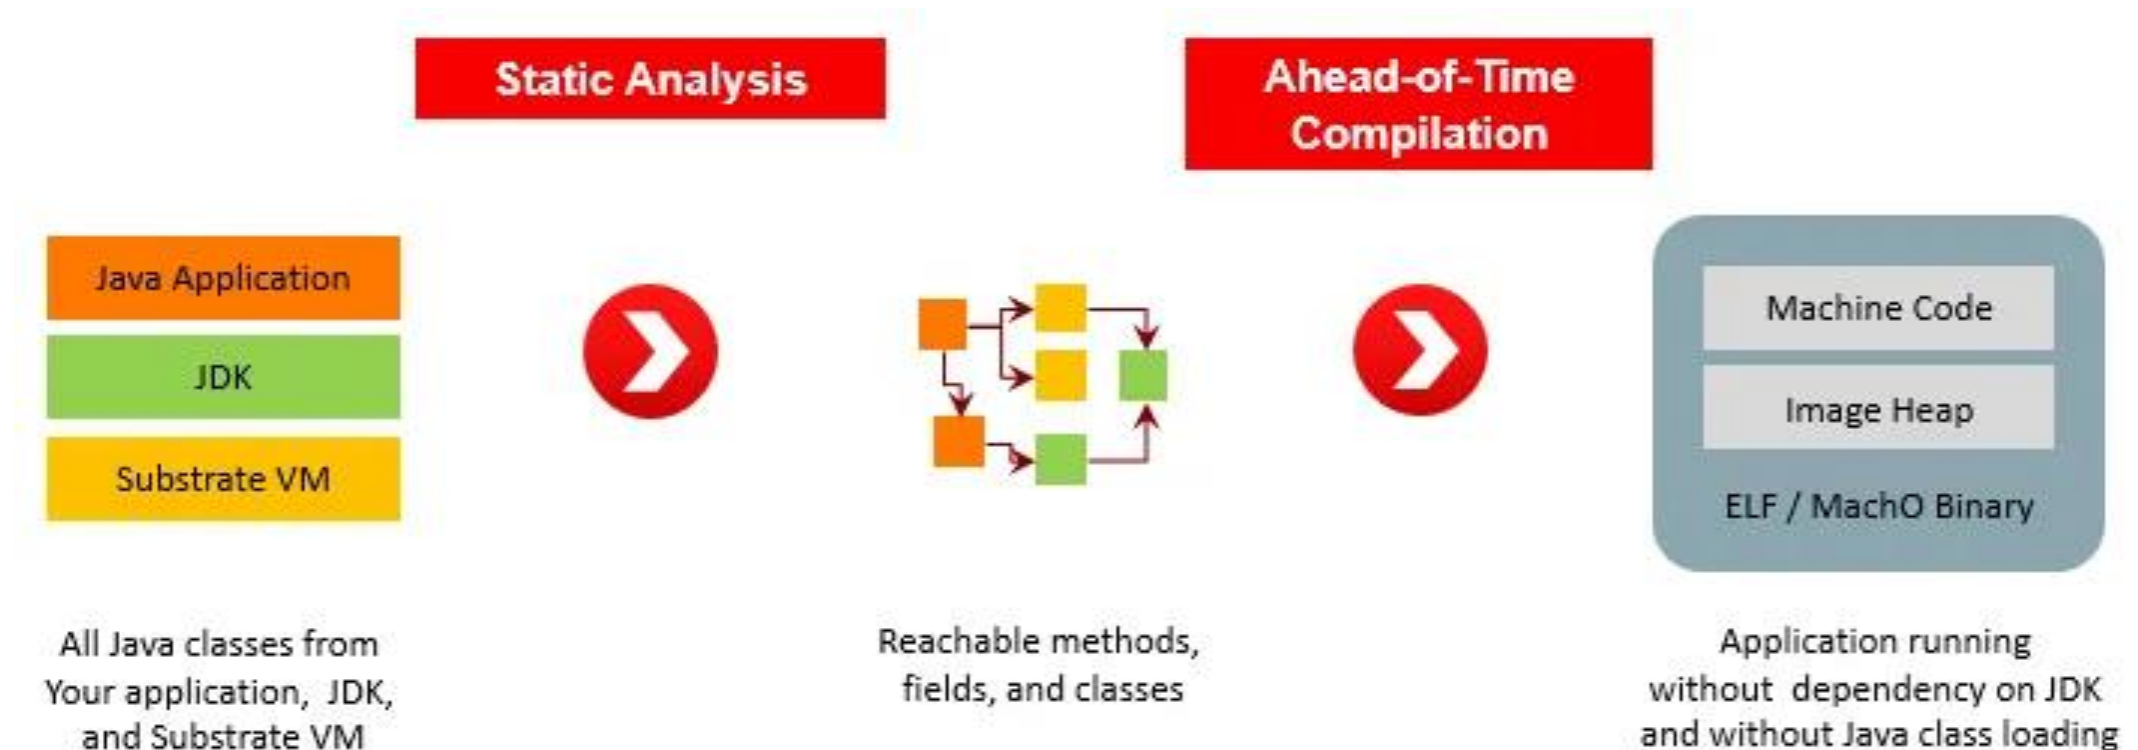 Static Analysis
Ahead-of-Time
Compilation
Java Application
JDK
Substrate VM
Machine Code
Image Heap
ELF / MachO Binary
All Java classes from
Your application, JDK,
and Substrate VM
Reachable methods,
fields, and classes
Application running
without dependency on JDK
and without Java class loading